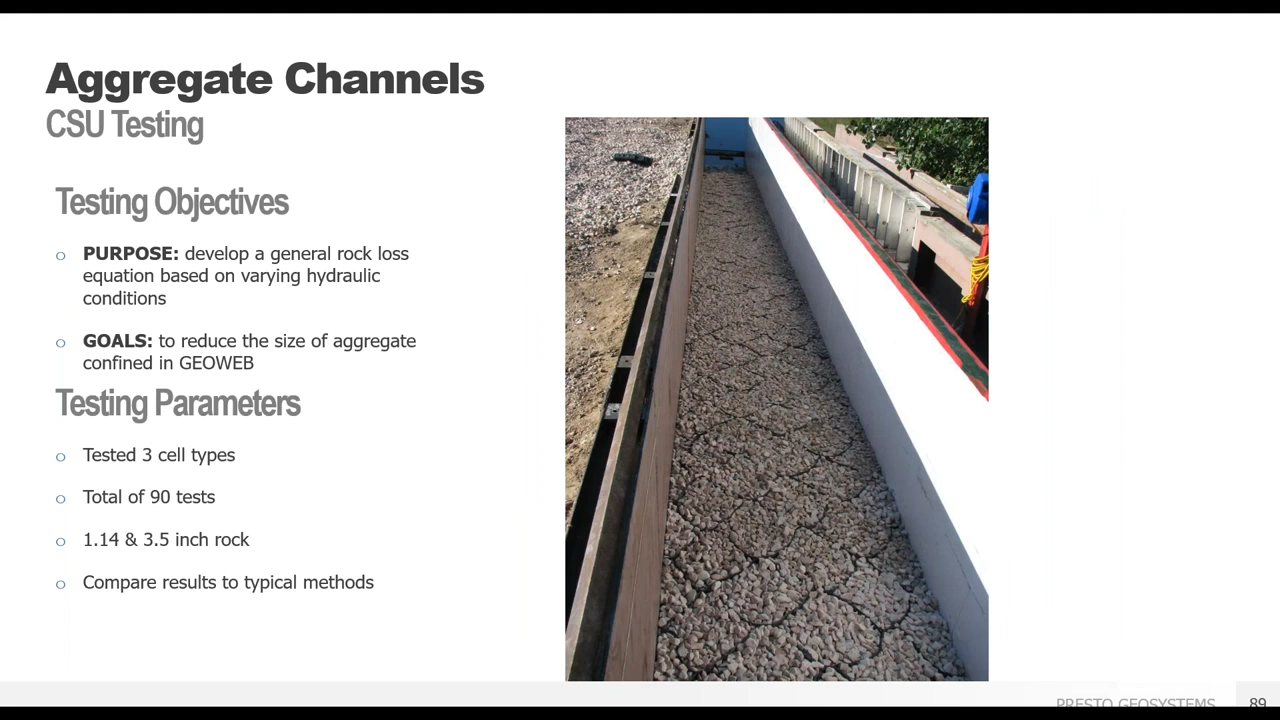 Aggregate Channels
CSU Testing
Testing Objectives
PURPOSE: develop a general rock loss
equation based on varying hydraulic
conditions
GOALS: to reduce the size of aggregate
confined in GEOWEB
Testing Parameters
Tested 3 cell types
Total of 90 tests
1.14 & 3.5 inch rock
Compare results to typical methods
PRESTO GEOSYSTEMS
89